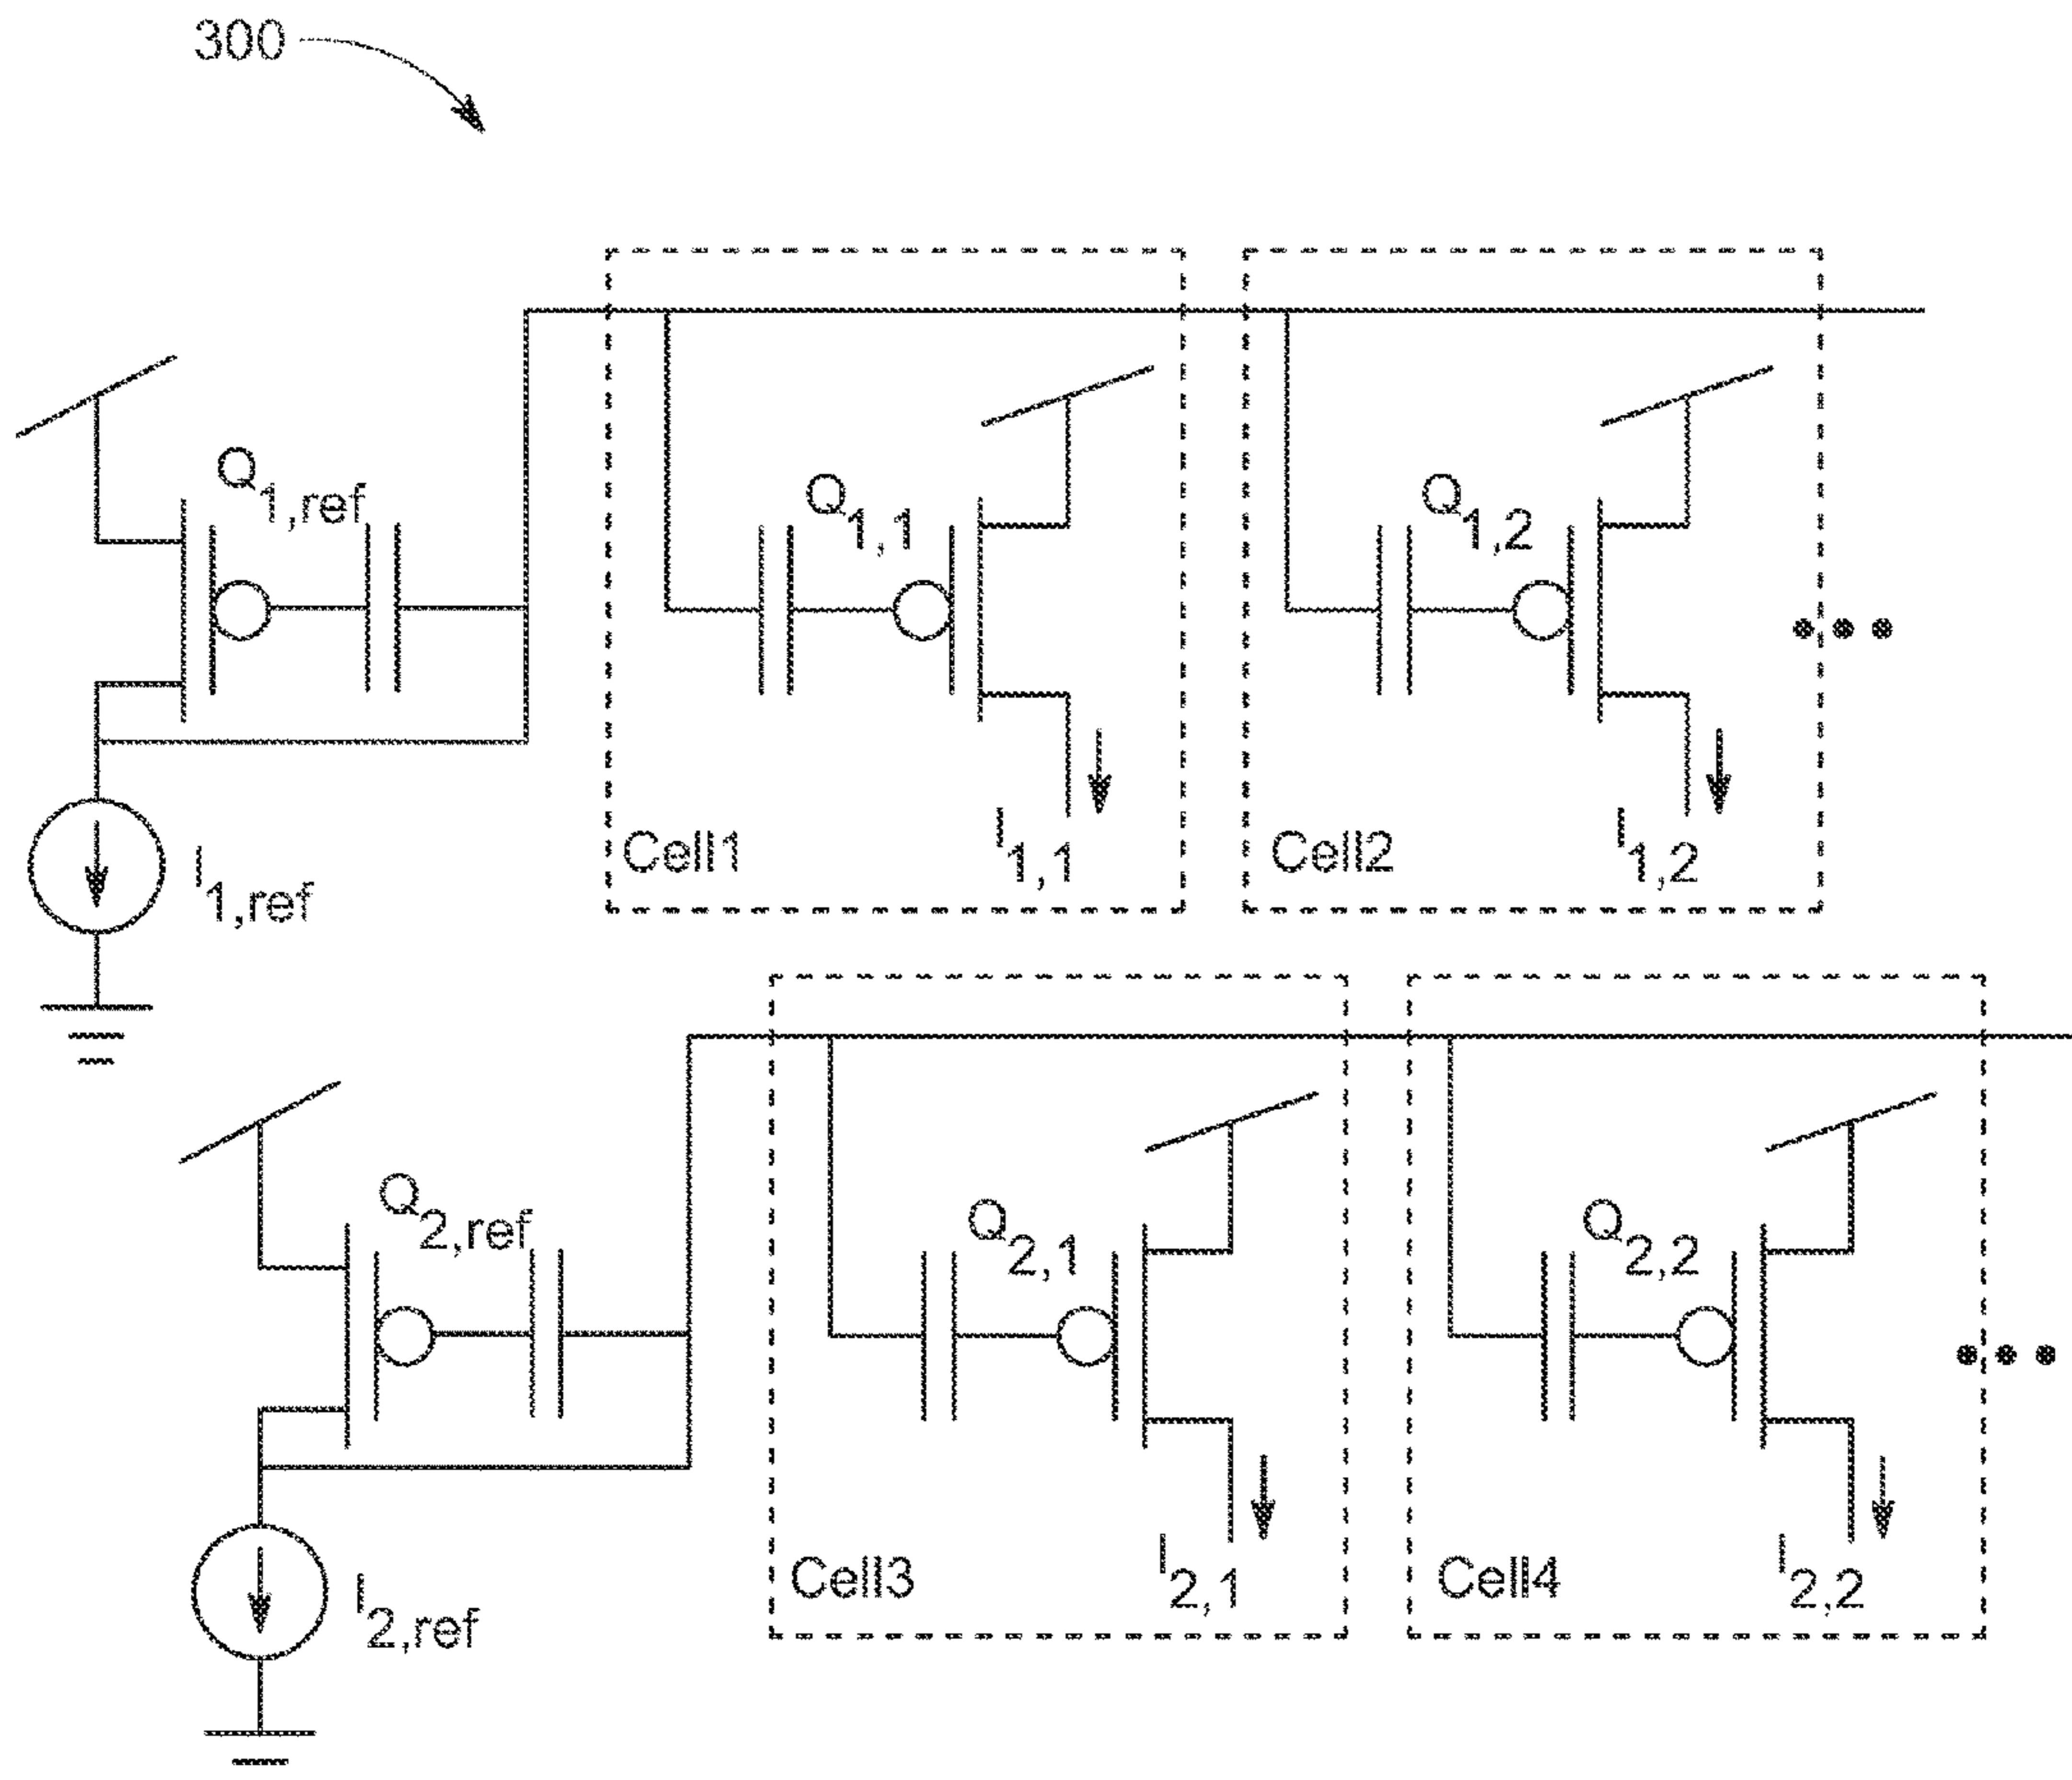 300
Q1,ref
Q1,1
Q1,2
I1,ref
Cell1
I1,1
Cell2
I1,2
Q2,ref
Q2,1
Q2,2
I2,ref
Cell3
I2,1
Cell4
I2,2